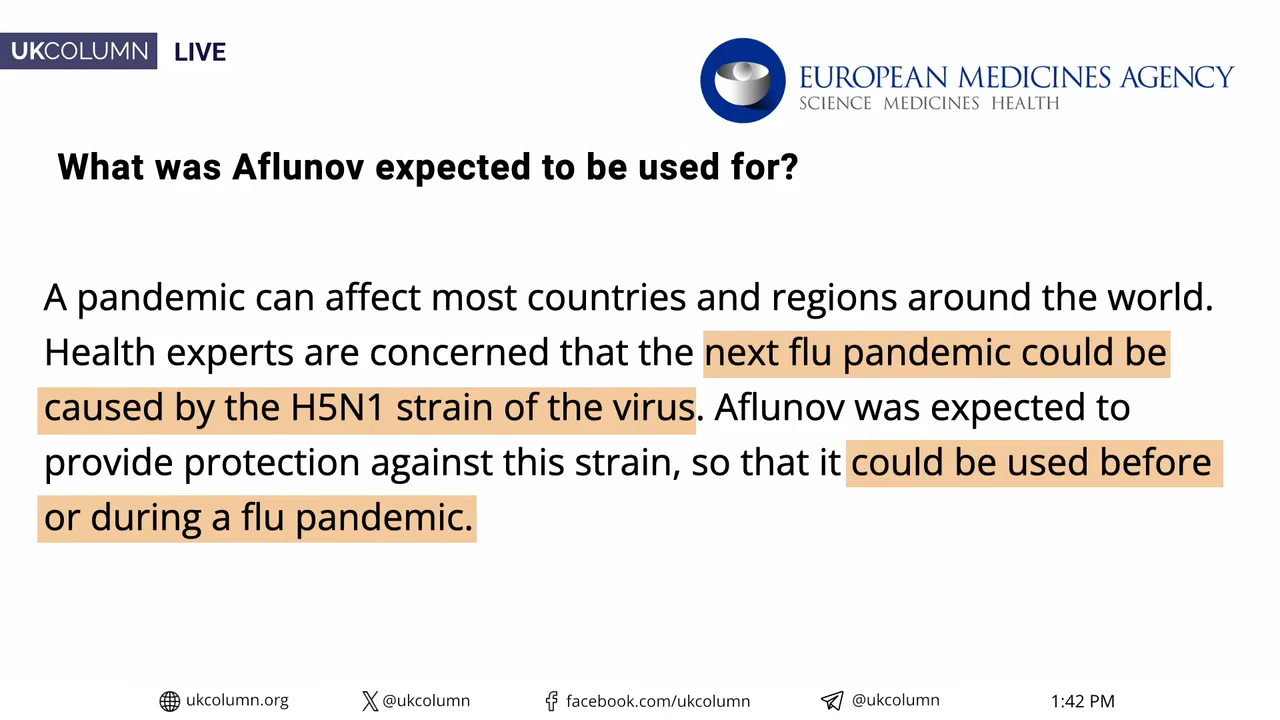 UKCOLUMN LIVE
EUROPEAN MEDICINES AGENCY
SCIENCE MEDICINES HEALTH
What was Aflunov expected to be used for?
A pandemic can affect most countries and regions around the world.
Health experts are concerned that the next flu pandemic could be
caused by the H5N1 strain of the virus. Aflunov was expected to
provide protection against this strain, so that it could be used before
or during a flu pandemic.
ukcolumn.org @ukcolumn facebook.com/ukcolumn @ukcolumn 1:42 PM